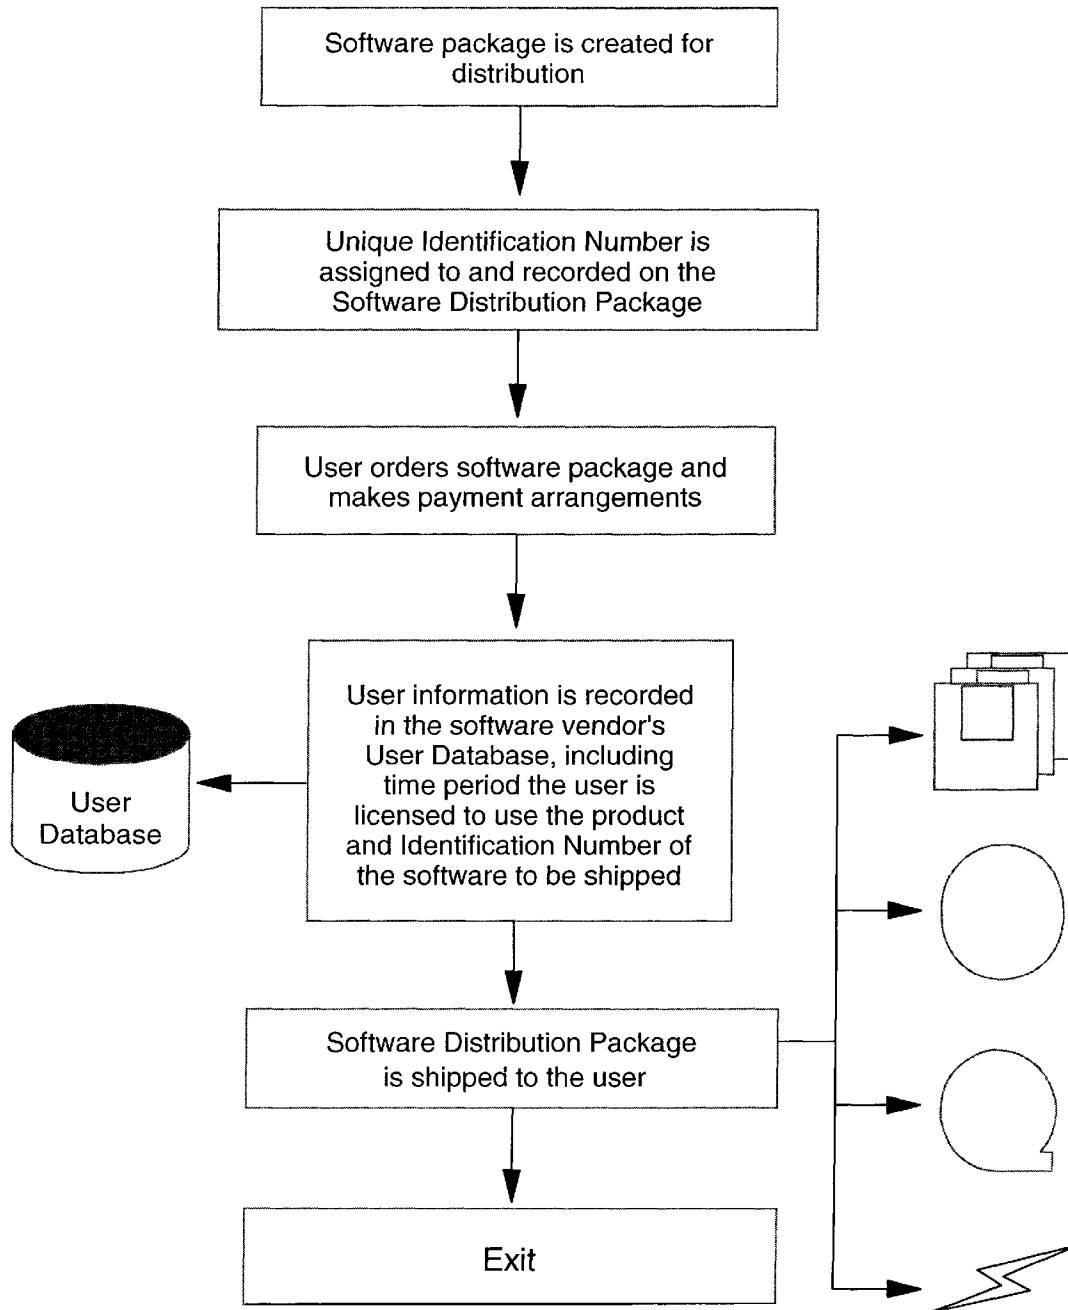 Software package is created for
distribution
Unique Identification Number is
assigned to and recorded on the
Software Distribution Package
User orders software package and
makes payment arrangements
User information is recorded
in the software vendor's
User Database, including
time period the user is
licensed to use the product
and Identification Number of
the software to be shipped
User
Database
Software Distribution Package
is shipped to the user
Exit